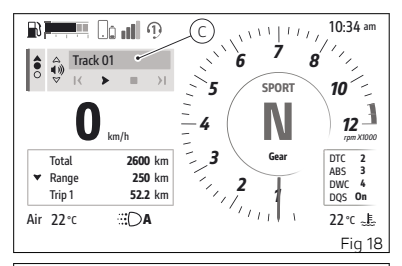 C
10:34 am
1
Track 01
0 km/h
Total 2600 km
Range 250 km
Trip 1 52.2 km
Air 22 °C
A
1
2
3
4
5
6
7
8
10
12
rpm X1000
SPORT
N
Gear
DTC 2
ABS 3
DWC 4
DQS On
22 °C
Fig 18